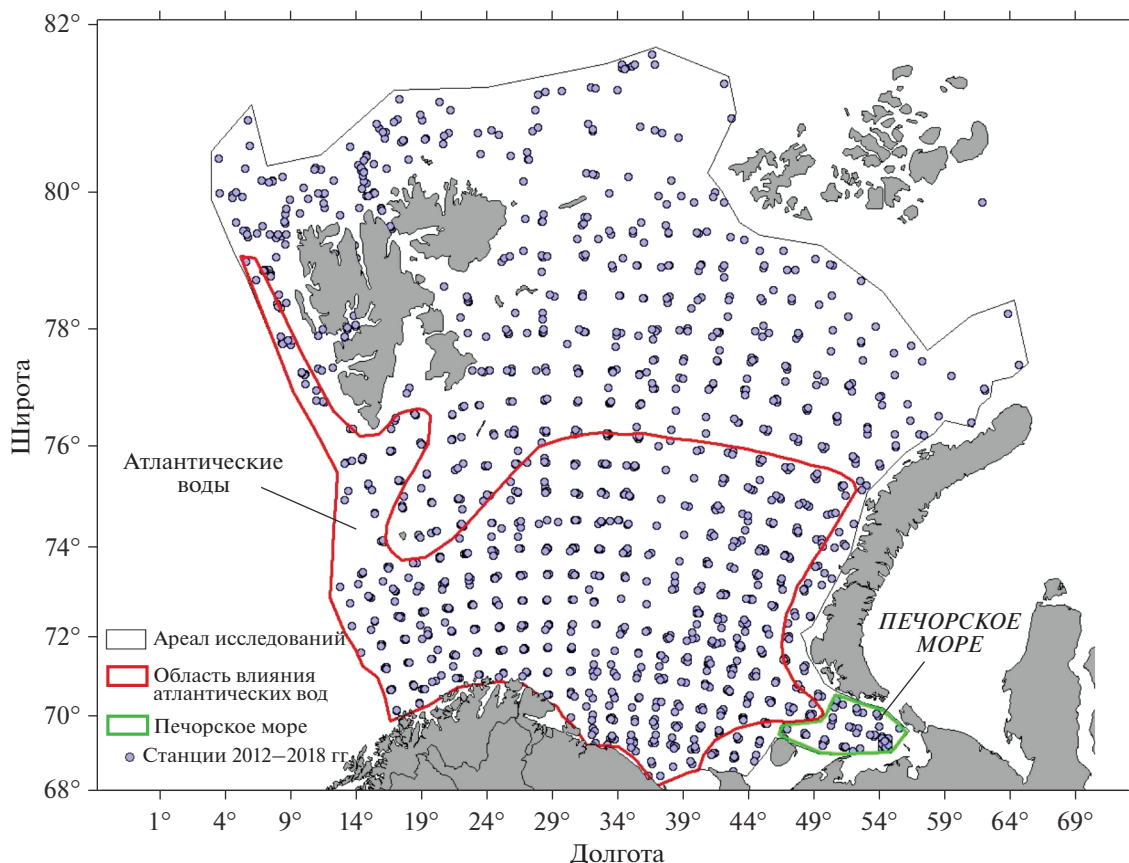 82°
80°
78°
76°
74°
72°
70°
68°
Широта
Атлантические
воды
ПЕЧОРСКОЕ
МОРЕ
Ареал исследований
Область влияния
атлантических вод
Печорское море
Станции 2012–2018 гг
1° 4° 9° 14° 19° 24° 29° 34° 39° 44° 49° 54° 59° 64° 69°
Долгота